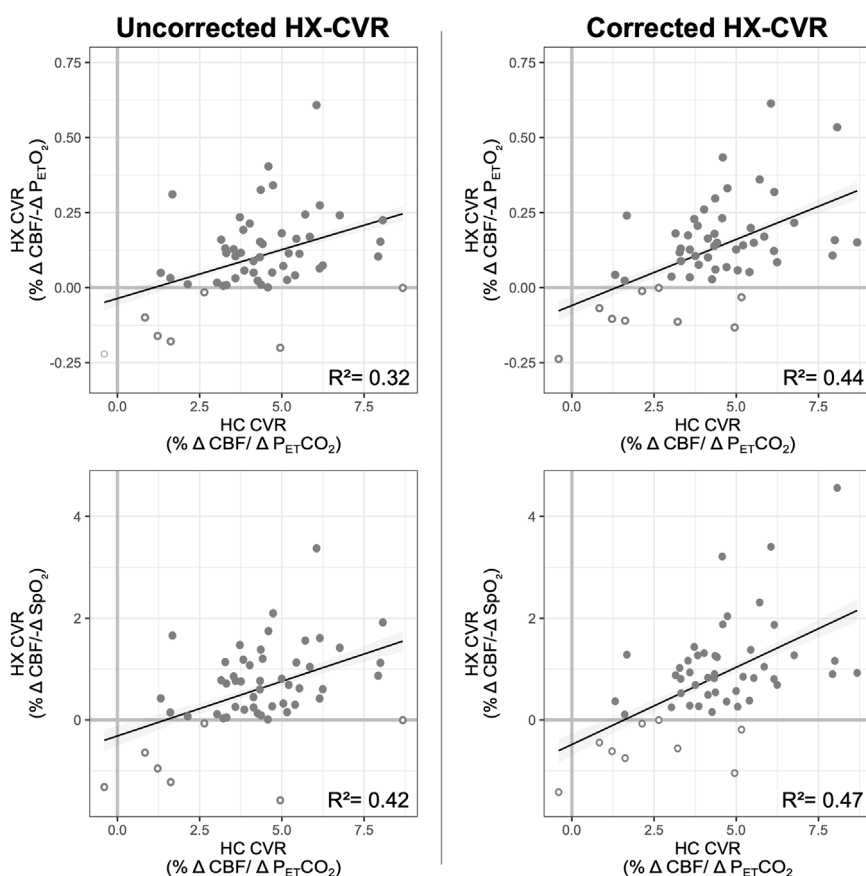 Uncorrected HX-CVR
Corrected HX-CVR
HX CVR
(% Δ CBF/-Δ PETO2)
0.75
0.50
0.25
0.00
-0.25
R²= 0.32
0.0 2.5 5.0 7.5
HC CVR
(% Δ CBF/ Δ PETCO2)
HX CVR
(% Δ CBF/-Δ PETO2)
0.75
0.50
0.25
0.00
-0.25
R²= 0.44
0.0 2.5 5.0 7.5
HC CVR
(% Δ CBF/ Δ PETCO2)
HX CVR
(% Δ CBF/-Δ SpO2)
4
2
0
R²= 0.42
0.0 2.5 5.0 7.5
HC CVR
(% Δ CBF/ Δ PETCO2)
HX CVR
(% Δ CBF/-Δ SpO2)
4
2
0
R²= 0.47
0.0 2.5 5.0 7.5
HC CVR
(% Δ CBF/ Δ PETCO2